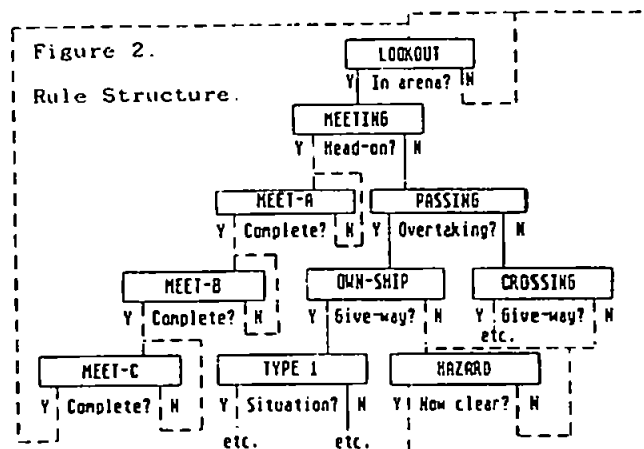 Figure 2.
Rule Structure.
LOOKOUT
Y In arena? N
MEETING
Y Head-on? N
MEET-A PASSING
Y Complete? N Y Overtaking? N
MEET-B OWN-SHIP CROSSING
Y Complete? N Y Give-way? N Y Give-way? N
etc.
MEET-C TYPE 1 HAZARD
Y Complete? N Y Situation? N Y How clear? N
etc. etc.